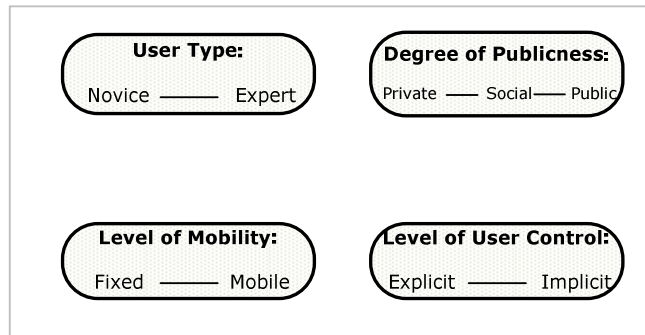 User Type:
Novice Expert
Degree of Publicness:
Private Social Public
Level of Mobility:
Fixed Mobile
Level of User Control:
Explicit Implicit